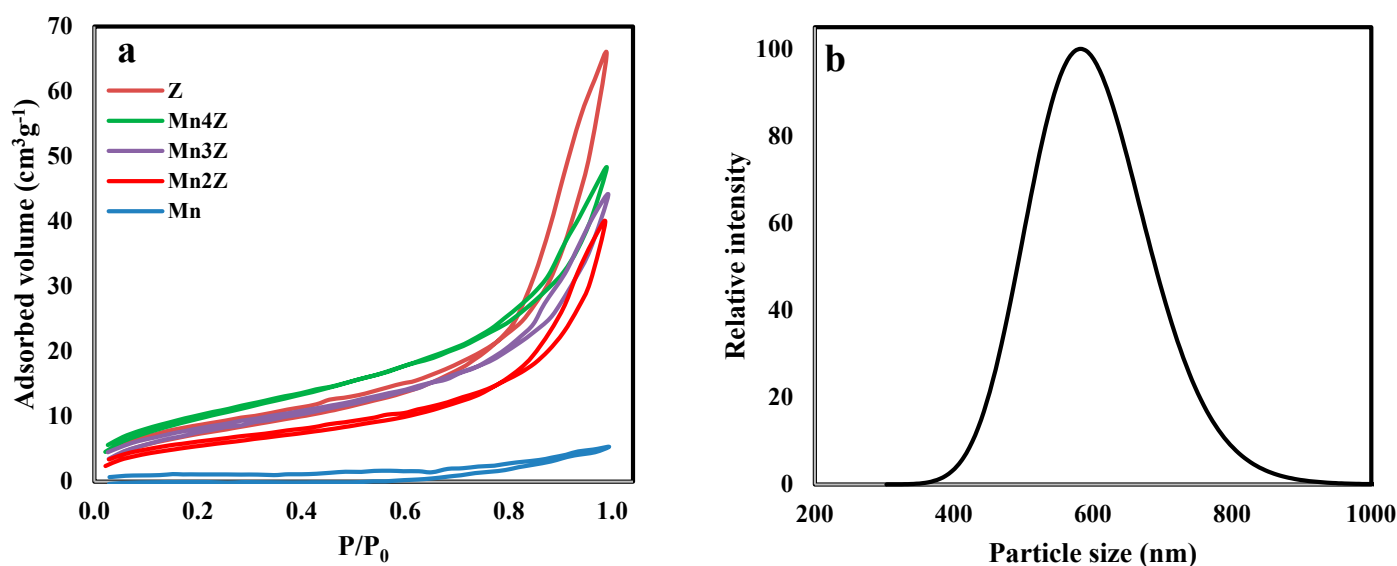 a
70
60
50
40
30
20
10
0
Adsorbed volume (cm³g⁻¹)
Z
Mn4Z
Mn3Z
Mn2Z
Mn
0.0 0.2 0.4 0.6 0.8 1.0
P/P₀
b
100
80
60
40
20
0
Relative intensity
200 400 600 800 1000
Particle size (nm)